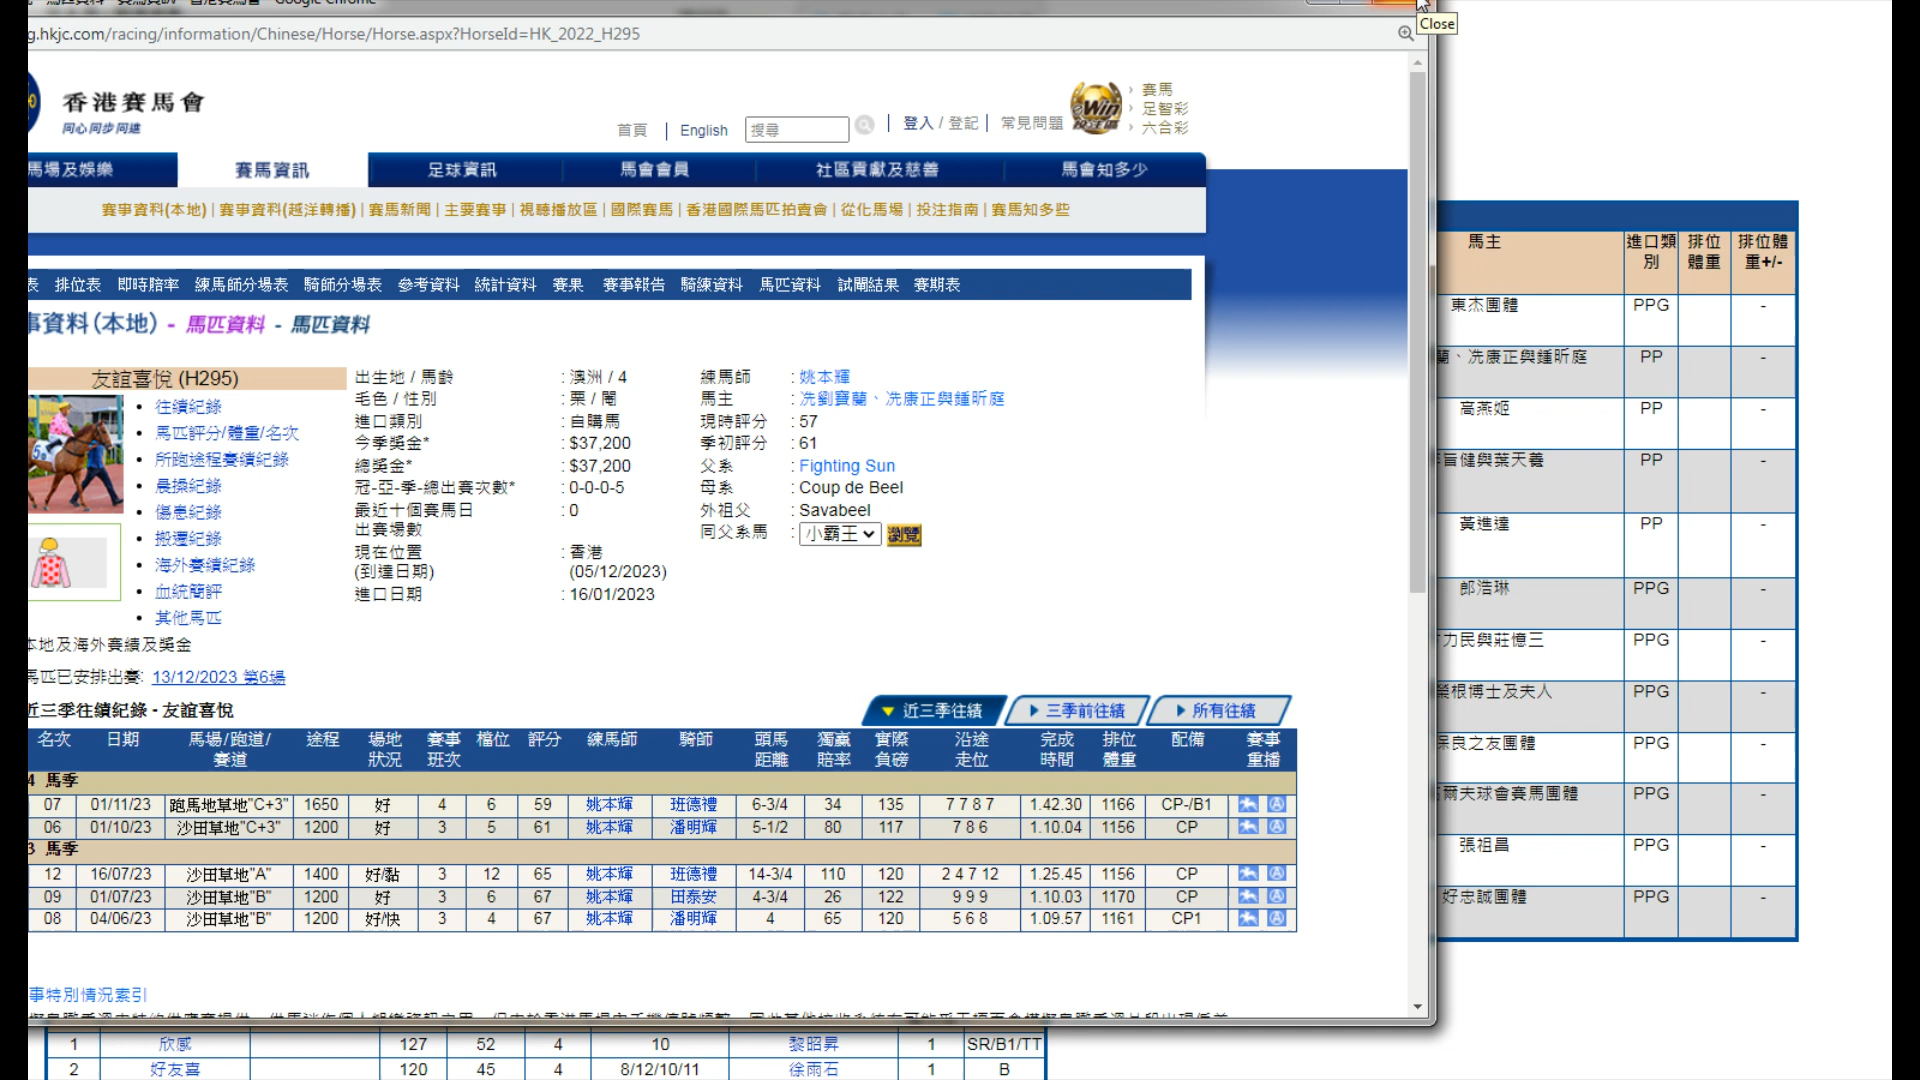 Close
g.hkjc.com/racing/information/Chinese/Horse/Horse.aspx?HorseId=HK_2022_H295
香港賽馬會
同心同步同進
首頁 | English 搜尋 | 登入 / 登記 | 常見問題
eWin 投注區
賽馬
足智彩
六合彩
馬場及娛樂 賽馬資訊 足球資訊 馬會會員 社區貢獻及慈善 馬會知多少
賽事資料(本地) | 賽事資料(越洋轉播) | 賽馬新聞 | 主要賽事 | 視聽播放區 | 國際賽馬 | 香港國際馬匹拍賣會 | 從化馬場 | 投注指南 | 賽馬知多些
表 排位表 即時賠率 練馬師分場表 騎師分場表 參考資料 統計資料 賽果 賽事報告 騎練資料 馬匹資料 試閘結果 賽期表
事資料(本地) - 馬匹資料 - 馬匹資料
友誼喜悅 (H295)
往績紀錄
馬匹評分/體重/名次
所跑途程賽績紀錄
晨操紀錄
傷患紀錄
搬遷紀錄
海外賽績紀錄
血統簡評
其他馬匹
出生地 / 馬齡 : 澳洲 / 4 練馬師 : 姚本輝
毛色 / 性別 : 栗 / 閹 馬主 : 冼劉寶蘭、冼康正與鍾昕庭
進口類別 : 自購馬 現時評分 : 57
今季獎金* : $37,200 季初評分 : 61
總獎金* : $37,200 父系 : Fighting Sun
冠-亞-季-總出賽次數* : 0-0-0-5 母系 : Coup de Beel
最近十個賽馬日 : 0 外祖父 : Savabeel
出賽場數 同父系馬 : 小霸王 瀏覽
現在位置 : 香港
(到達日期) (05/12/2023)
進口日期 : 16/01/2023
本地及海外賽績及獎金
馬匹已安排出賽: 13/12/2023 第6場
近三季往績紀錄 - 友誼喜悅
近三季往績 三季前往績 所有往績
名次 日期 馬場/跑道/賽道 途程 場地狀況 賽事班次 檔位 評分 練馬師 騎師 頭馬距離 獨贏賠率 實際負磅 沿途走位 完成時間 排位體重 配備 賽事重播
4 馬季
07 01/11/23 跑馬地草地"C+3" 1650 好 4 6 59 姚本輝 班德禮 6-3/4 34 135 7 7 8 7 1.42.30 1166 CP-/B1
06 01/10/23 沙田草地"C+3" 1200 好 3 5 61 姚本輝 潘明輝 5-1/2 80 117 7 8 6 1.10.04 1156 CP
3 馬季
12 16/07/23 沙田草地"A" 1400 好/黏 3 12 65 姚本輝 班德禮 14-3/4 110 120 2 4 7 12 1.25.45 1156 CP
09 01/07/23 沙田草地"B" 1200 好 3 6 67 姚本輝 田泰安 4-3/4 26 122 9 9 9 1.10.03 1170 CP
08 04/06/23 沙田草地"B" 1200 好/快 3 4 67 姚本輝 潘明輝 4 65 120 5 6 8 1.09.57 1161 CP1
事特別情況索引
1 欣感 127 52 4 10 黎昭昇 1 SR/B1/TT
2 好友喜 120 45 4 8/12/10/11 徐雨石 1 B
馬主 進口類別 排位體重 排位體重+/-
東杰團體 PPG -
蘭、冼康正與鍾昕庭 PP -
高燕姬 PP -
旨健與葉天養 PP -
黃進達 PP -
郎浩琳 PPG -
力民與莊憶三 PPG -
榮根博士及夫人 PPG -
保良之友團體 PPG -
高爾夫球會賽馬團體 PPG -
張祖昌 PPG -
好忠誠團體 PPG -